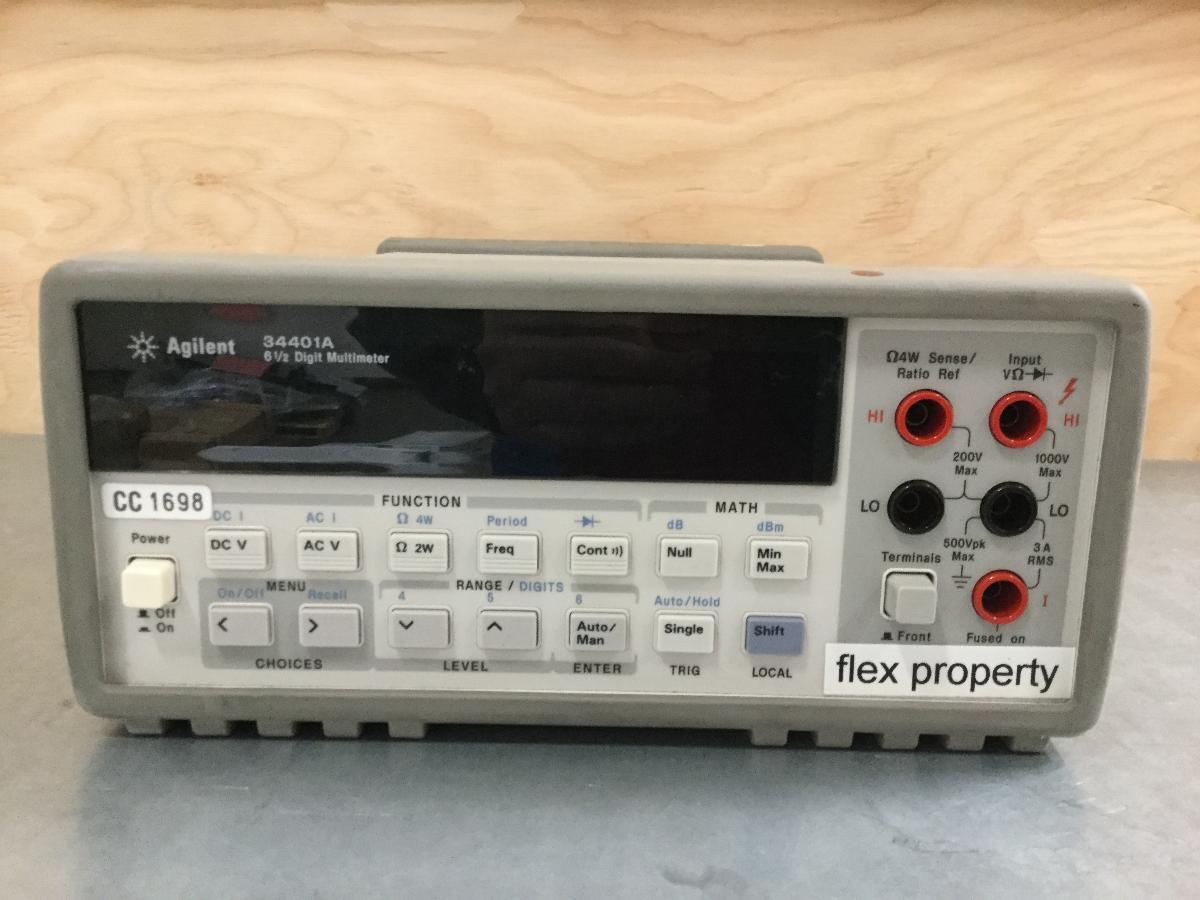 Agilent 34401A
6½ Digit Multimeter
Ω4W Sense/
Ratio Ref
Input
VΩ
HI
HI
200V
Max
1000V
Max
LO
LO
500Vpk
Max
3A
RMS
Terminals
I
Front
Fused on
flex property
CC 1698
FUNCTION
MATH
DC I
AC I
Ω 4W
Period
dB
dBm
Power
DC V
AC V
Ω 2W
Freq
Cont
Null
Min
Max
Off
On
MENU
RANGE / DIGITS
On/Off
Recall
4
5
6
Auto/Hold
<
>
Auto/
Man
Single
Shift
CHOICES
LEVEL
ENTER
TRIG
LOCAL